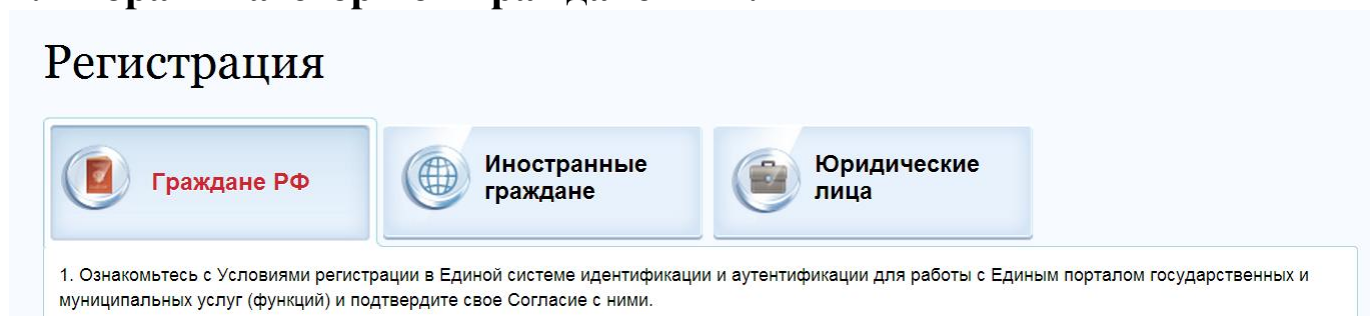 Регистрация
Граждане РФ
Иностранные
граждане
Юридические
лица
1. Ознакомьтесь с Условиями регистрации в Единой системе идентификации и аутентификации для работы с Единым порталом государственных и
муниципальных услуг (функций) и подтвердите свое Согласие с ними.